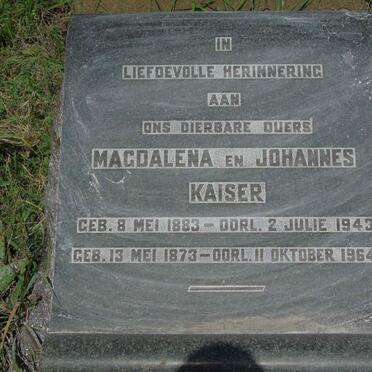 IN
LIEFDEVOLLE HERINNERING
AAN
ONS DIERBARE OUERS
MAGDALENA EN JOHANNES
KAISER
GEB. 8 MEI 1883 – OORL. 2 JULIE 1943
GEB. 13 MEI 1873 – OORL. 11 OKTOBER 1964